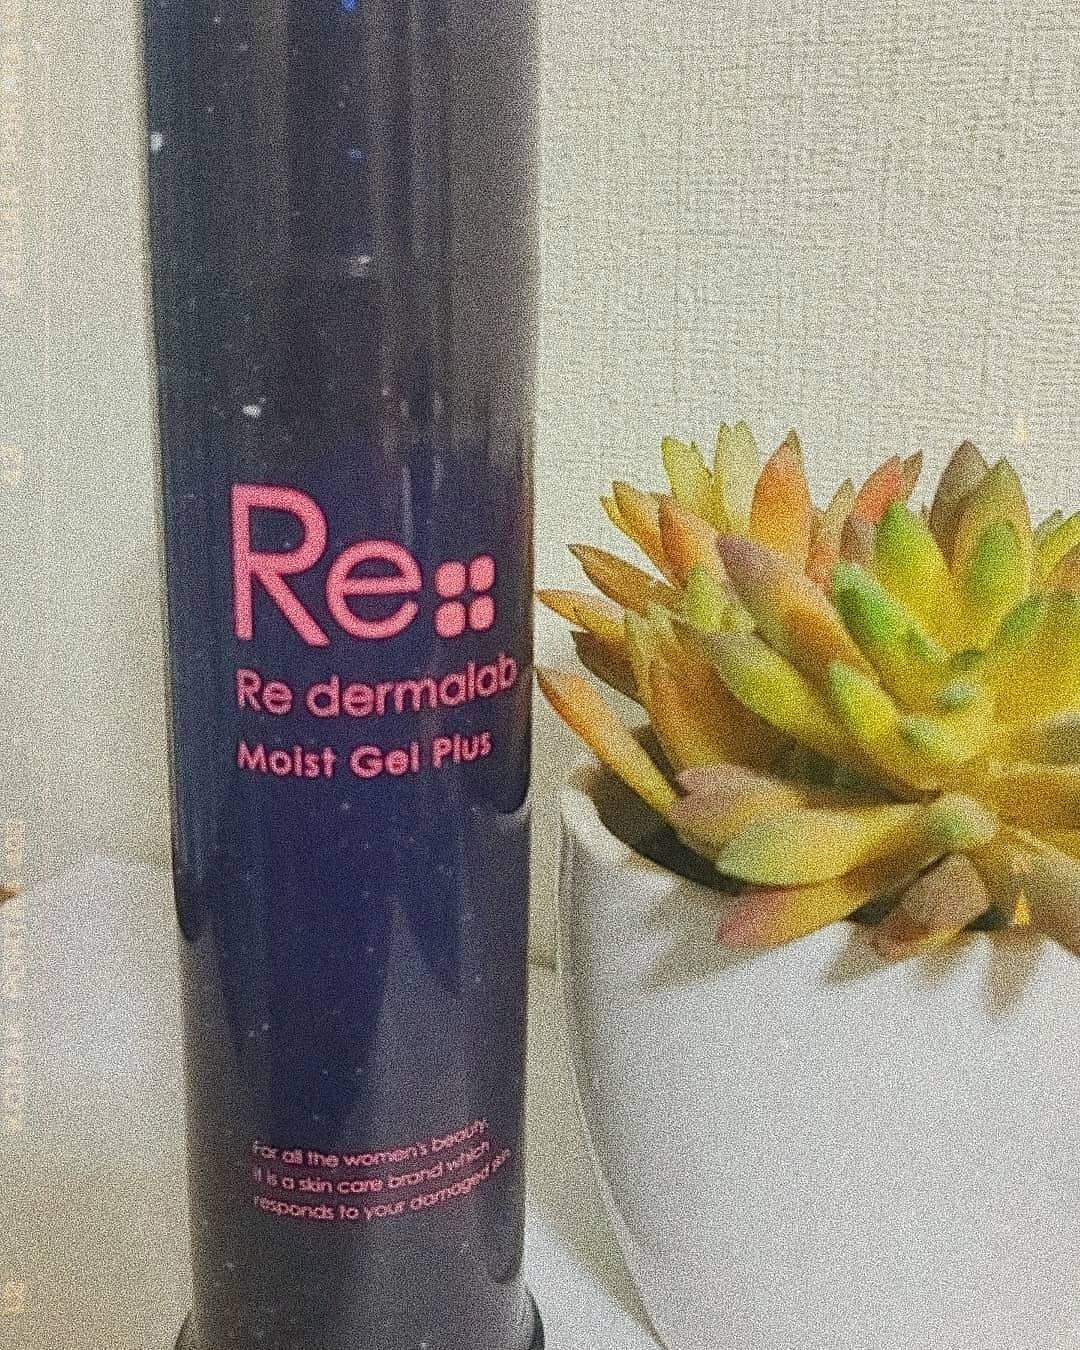 Re::
Re dermalab
Moist Gel Plus
For all the women's beauty.
It is a skin care brand which
responds to your damaged skin